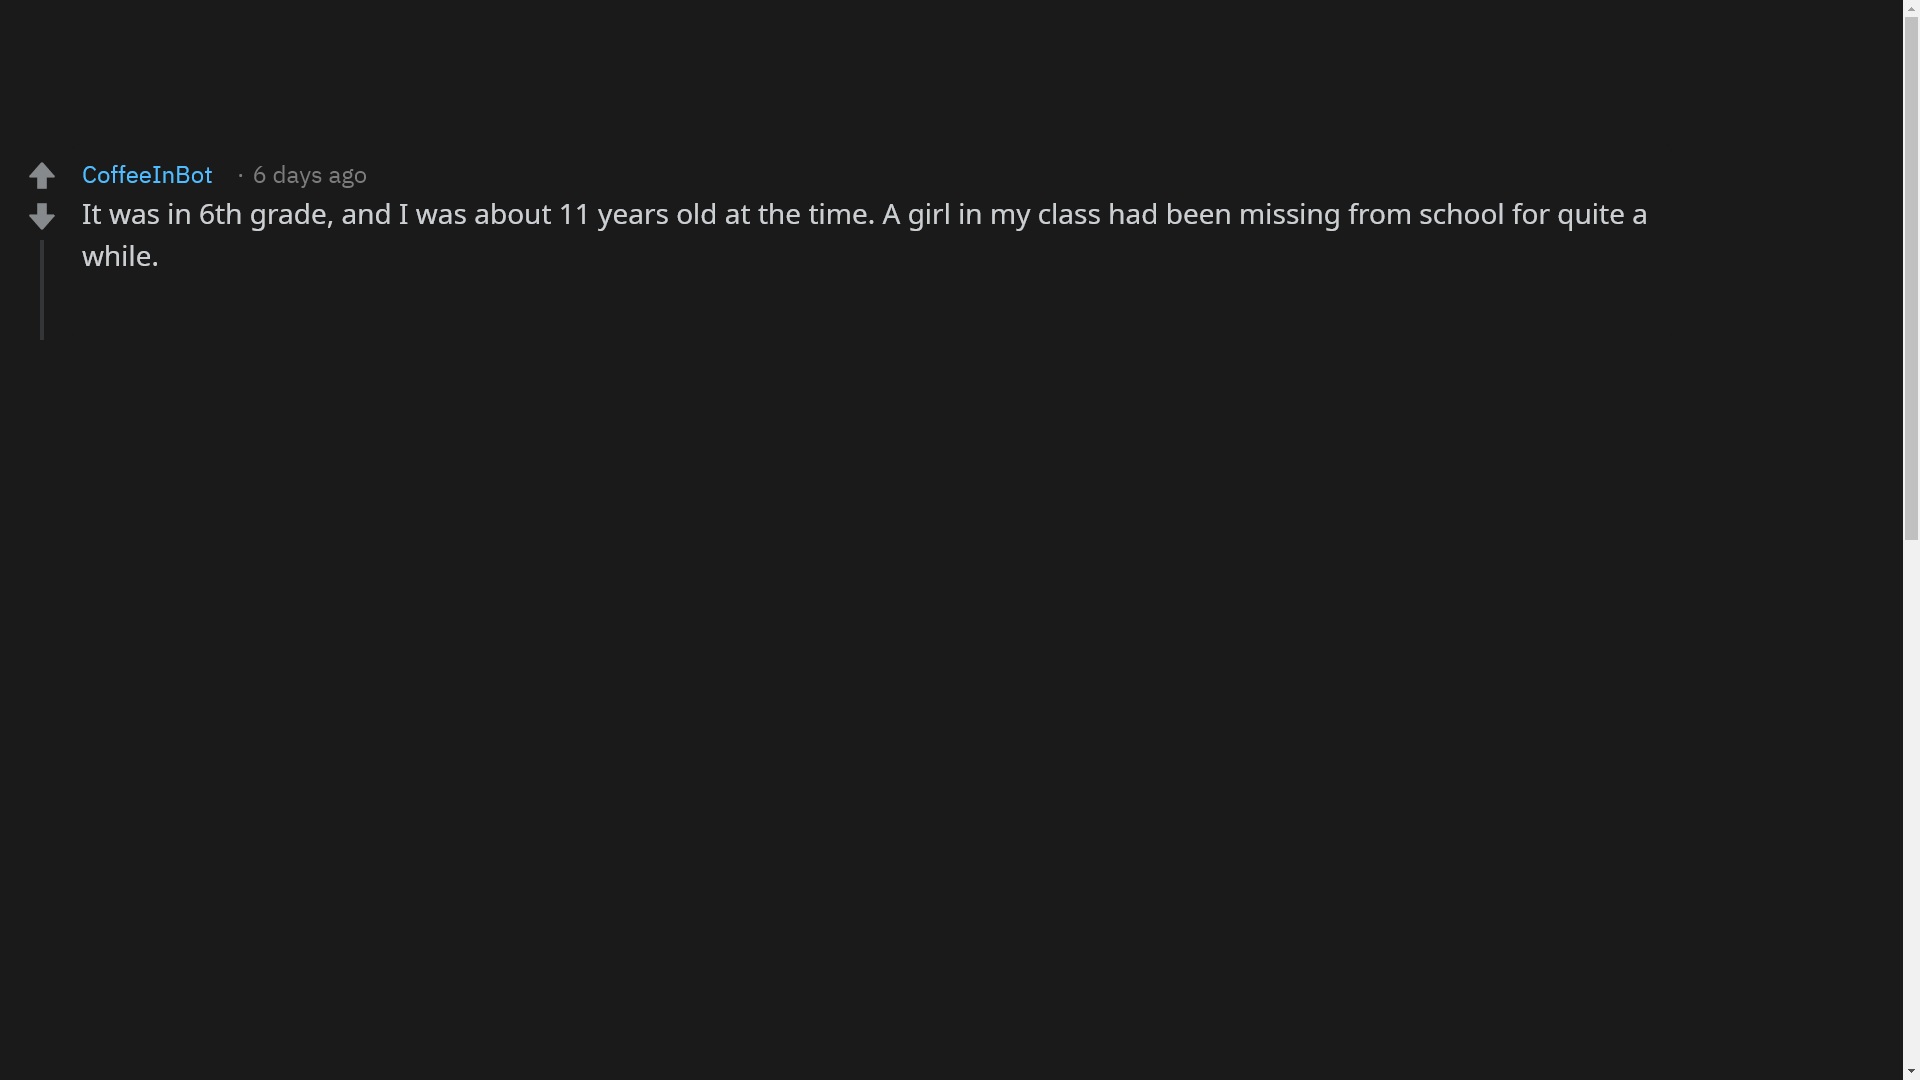 CoffeeInBot · 6 days ago
It was in 6th grade, and I was about 11 years old at the time. A girl in my class had been missing from school for quite a
while.